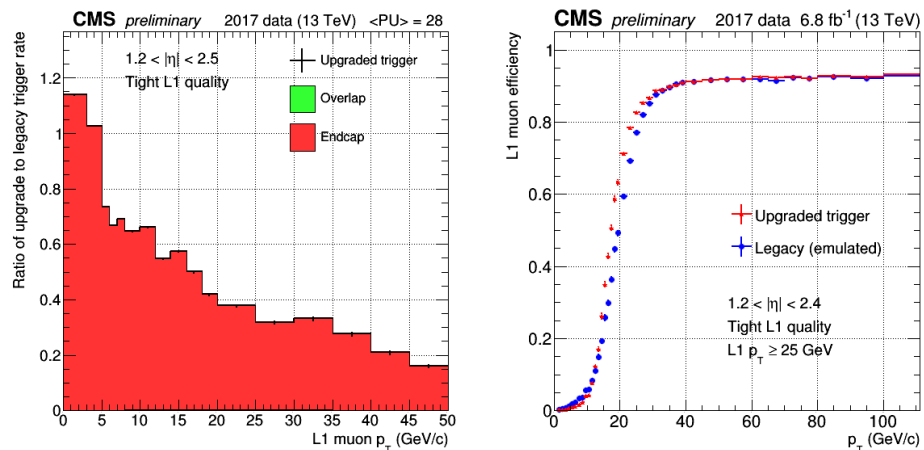 CMS preliminary 2017 data (13 TeV) <PU> = 28
Ratio of upgrade to legacy trigger rate
1.2 < |η| < 2.5
Tight L1 quality
Upgraded trigger
Overlap
Endcap
1.2
1
0.8
0.6
0.4
0.2
0
0 5 10 15 20 25 30 35 40 45 50
L1 muon p_T (GeV/c)
CMS preliminary 2017 data 6.8 fb⁻¹ (13 TeV)
L1 muon efficiency
1
0.8
0.6
0.4
0.2
0
Upgraded trigger
Legacy (emulated)
1.2 < |η| < 2.4
Tight L1 quality
L1 p_T ≥ 25 GeV
0 20 40 60 80 100
p_T (GeV/c)